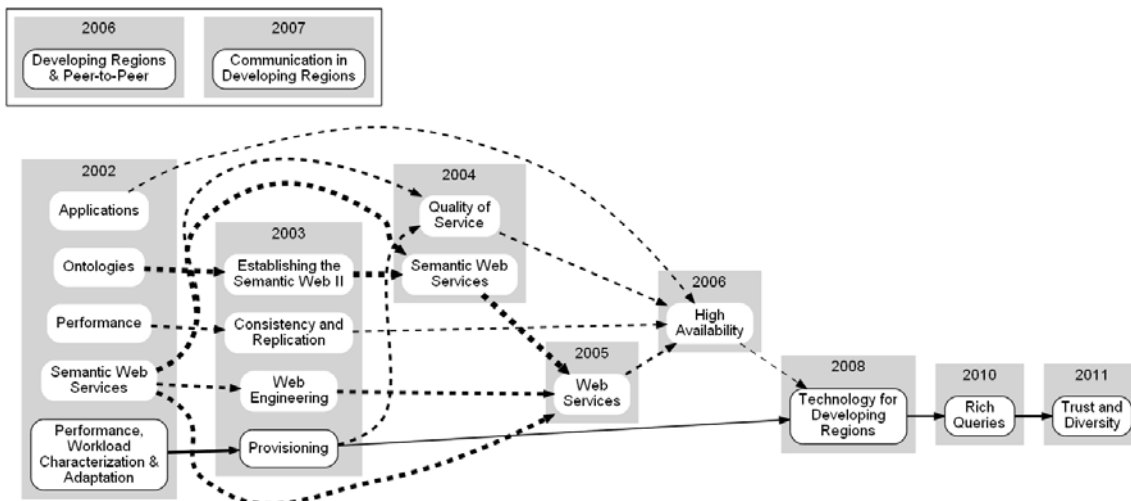 2006
Developing Regions
& Peer-to-Peer
2007
Communication in
Developing Regions
2002
Applications
Ontologies
Performance
Semantic Web
Services
Performance,
Workload
Characterization &
Adaptation
2003
Establishing the
Semantic Web II
Consistency and
Replication
Web
Engineering
Provisioning
2004
Quality of
Service
Semantic Web
Services
2005
Web
Services
2006
High
Availability
2008
Technology for
Developing
Regions
2010
Rich
Queries
2011
Trust and
Diversity